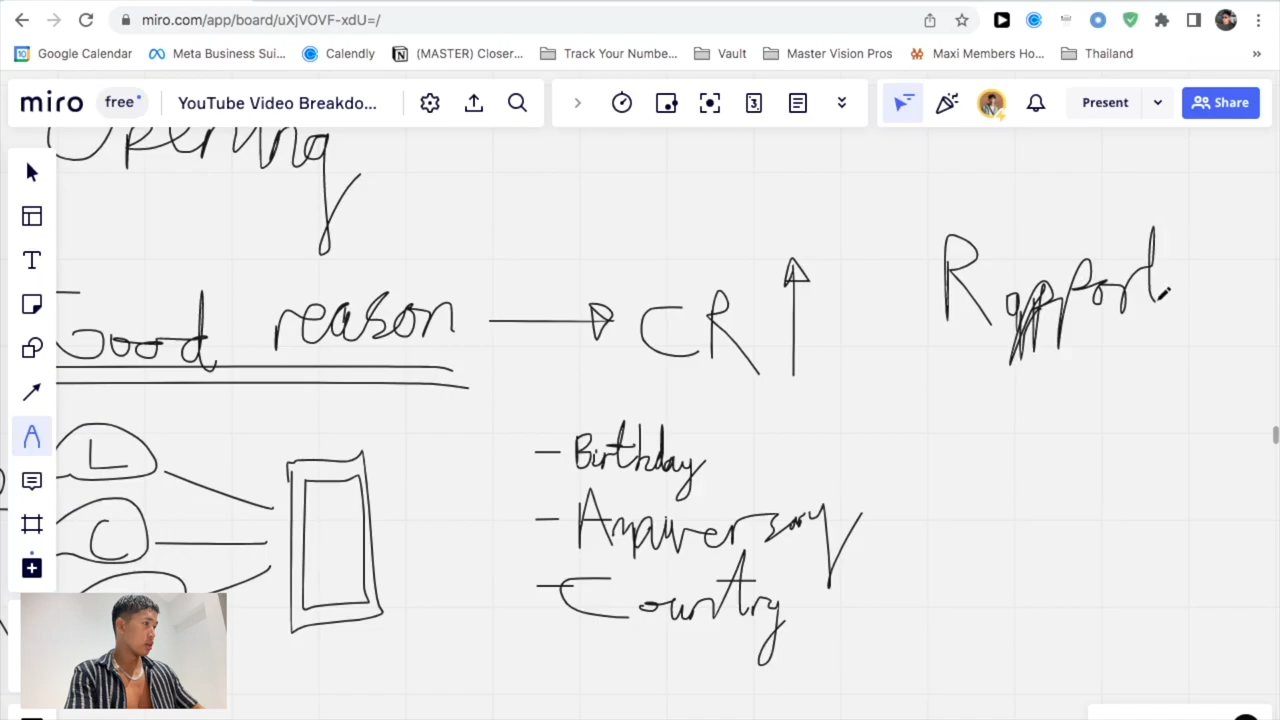 miro.com/app/board/uXjVOVF-xdU=/
Google Calendar Meta Business Sui... Calendly (MASTER) Closer... Track Your Numbe... Vault Master Vision Pros Maxi Members Ho... Thailand »
miro free YouTube Video Breakdo... Present Share
Opening
Good reason CR Rapport
L
C
- Birthday
- Anniversary
- Country